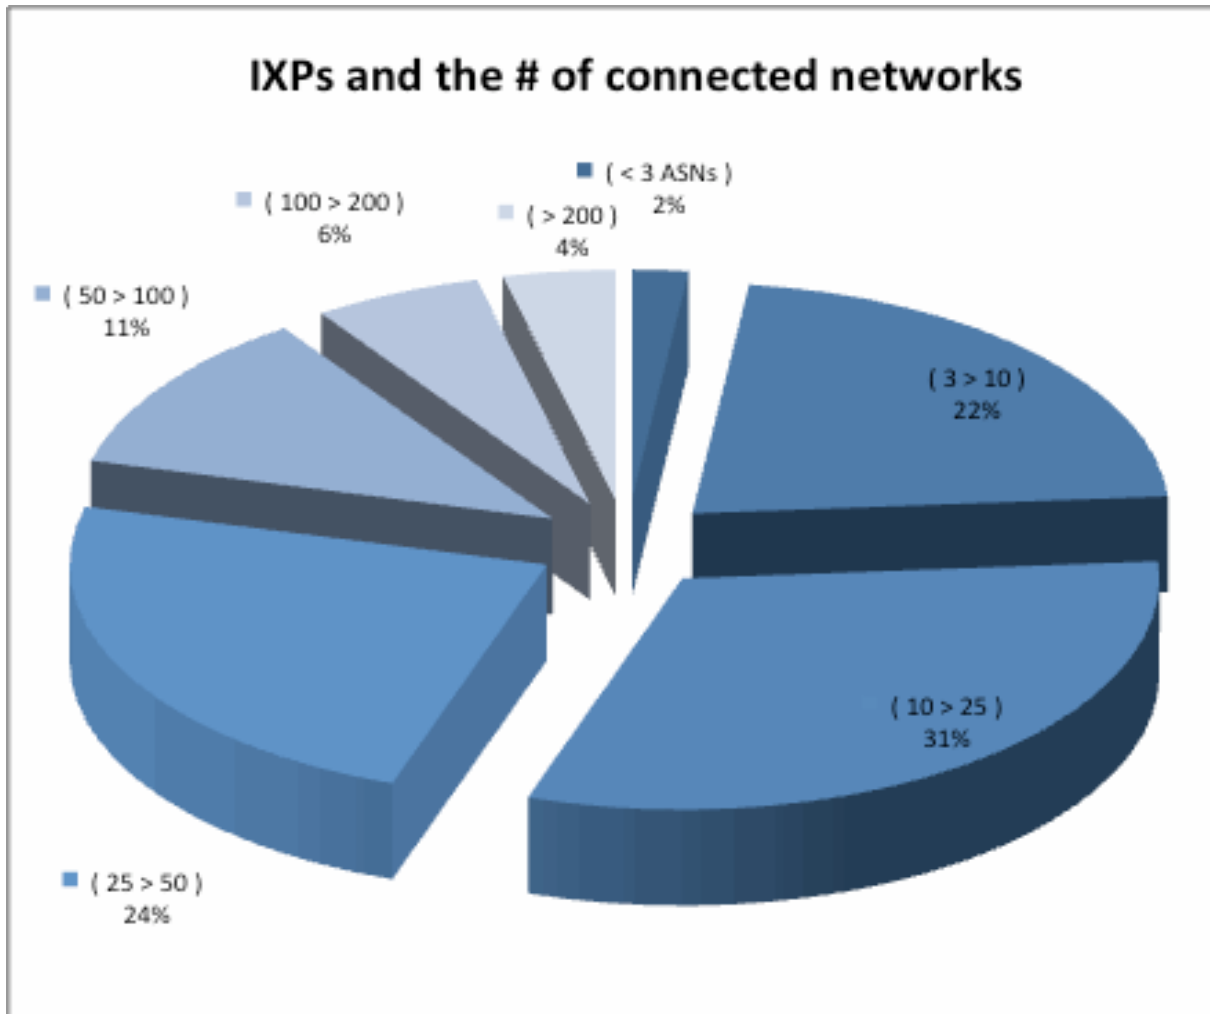 IXPs and the # of connected networks
( < 3 ASNs )
2%
( 3 > 10 )
22%
( 10 > 25 )
31%
( 25 > 50 )
24%
( 50 > 100 )
11%
( 100 > 200 )
6%
( > 200 )
4%